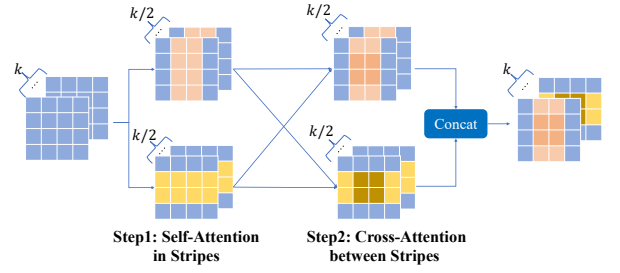 k/2
k/2
k
...
...
...
k/2
k/2
Concat
...
...
Step1: Self-Attention
in Stripes
Step2: Cross-Attention
between Stripes